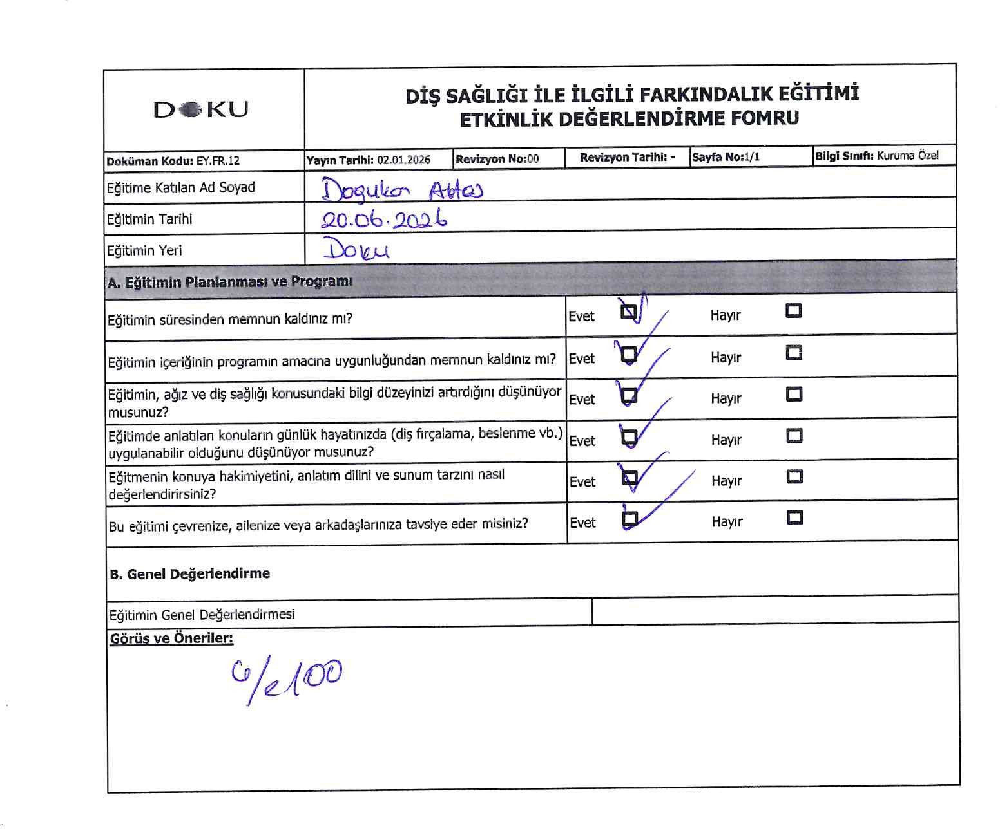 DOKU
DİŞ SAĞLIĞI İLE İLGİLİ FARKINDALIK EĞİTİMİ
ETKİNLİK DEĞERLENDİRME FOMRU
Doküman Kodu: EY.FR.12 Yayın Tarihi: 02.01.2026 Revizyon No:00 Revizyon Tarihi: - Sayfa No:1/1 Bilgi Sınıfı: Kuruma Özel
Eğitime Katılan Ad Soyad Dogukan Aktas
Eğitimin Tarihi 20.06.2026
Eğitimin Yeri Doku
A. Eğitimin Planlanması ve Programı
Eğitimin süresinden memnun kaldınız mı? Evet Hayır
Eğitimin içeriğinin programın amacına uygunluğundan memnun kaldınız mı? Evet Hayır
Eğitimin, ağız ve diş sağlığı konusundaki bilgi düzeyinizi artırdığını düşünüyor
musunuz? Evet Hayır
Eğitimde anlatılan konuların günlük hayatınızda (diş fırçalama, beslenme vb.)
uygulanabilir olduğunu düşünüyor musunuz? Evet Hayır
Eğitmenin konuya hakimiyetini, anlatım dilini ve sunum tarzını nasıl
değerlendirirsiniz? Evet Hayır
Bu eğitimi çevrenize, ailenize veya arkadaşlarınıza tavsiye eder misiniz? Evet Hayır
B. Genel Değerlendirme
Eğitimin Genel Değerlendirmesi
Görüş ve Öneriler: